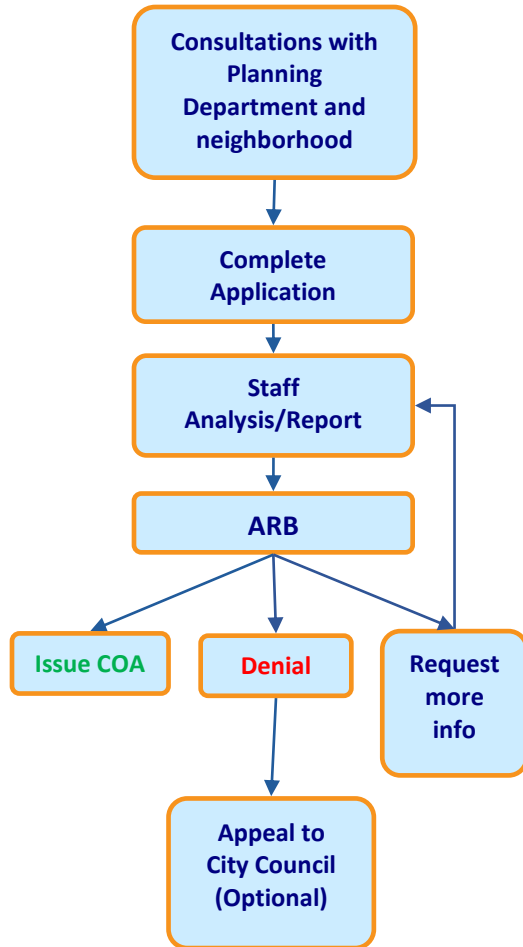 Consultations with
Planning
Department and
neighborhood
Complete
Application
Staff
Analysis/Report
ARB
Issue COA
Denial
Request
more
info
Appeal to
City Council
(Optional)